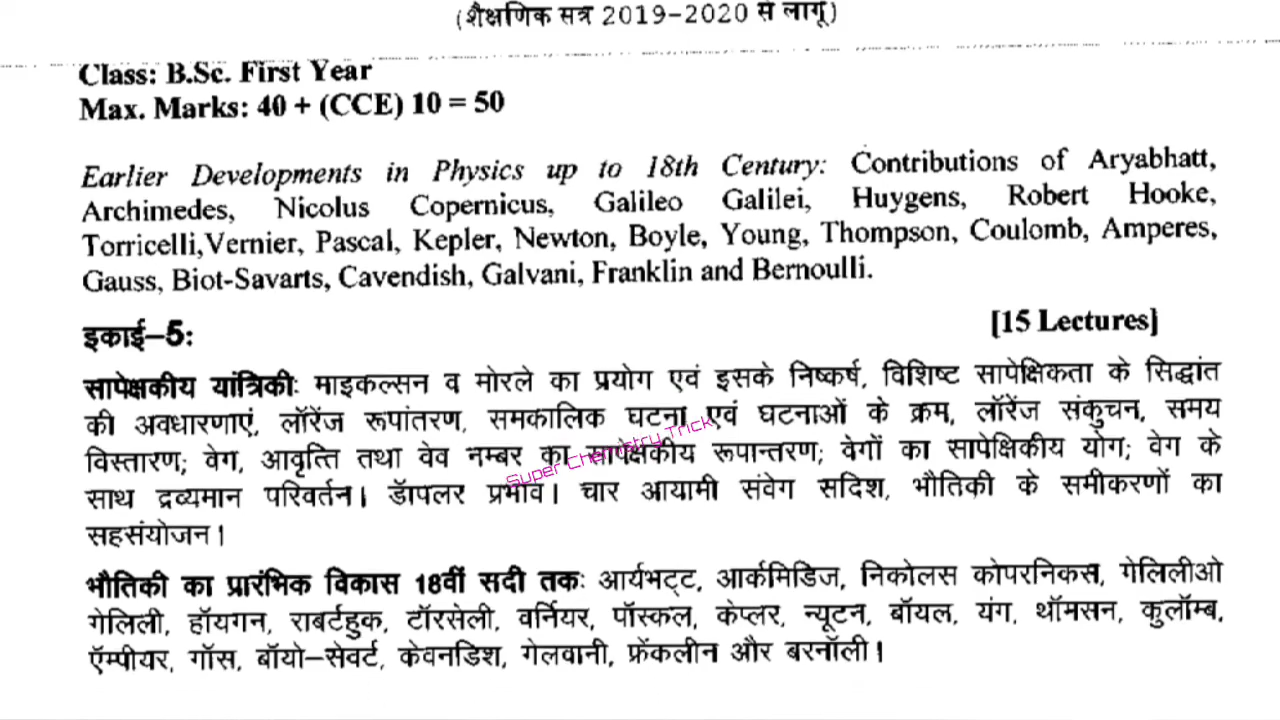 (शैक्षणिक सत्र 2019-2020 से लागू)
Class: B.Sc. First Year
Max. Marks: 40 + (CCE) 10 = 50
Earlier Developments in Physics up to 18th Century: Contributions of Aryabhatt,
Archimedes, Nicolus Copernicus, Galileo Galilei, Huygens, Robert Hooke,
Torricelli,Vernier, Pascal, Kepler, Newton, Boyle, Young, Thompson, Coulomb, Amperes,
Gauss, Biot-Savarts, Cavendish, Galvani, Franklin and Bernoulli.
इकाई–5: [15 Lectures]
सापेक्षकीय यांत्रिकी: माइकल्सन व मोरले का प्रयोग एवं इसके निष्कर्ष, विशिष्ट सापेक्षिकता के सिद्धांत
की अवधारणाएं, लॉरेंज रूपांतरण, समकालिक घटना एवं घटनाओं के क्रम, लॉरेंज संकुचन, समय
विस्तारण; वेग, आवृत्ति तथा वेव नम्बर का सापेक्षकीय रूपान्तरण; वेगों का सापेक्षिकीय योग; वेग के
साथ द्रव्यमान परिवर्तन। डॅापलर प्रभाव। चार आयामी संवेग सदिश, भौतिकी के समीकरणों का
सहसंयोजन।
भौतिकी का प्रारंभिक विकास 18वीं सदी तक: आर्यभट्ट, आर्कमिडिज, निकोलस कोपरनिकस, गेलिलीओ
गेलिली, हॉयगन, राबर्टहुक, टॉरसेली, वर्नियर, पॉस्कल, केप्लर, न्यूटन, बॉयल, यंग, थॉमसन, कुलॉम्ब,
ऍम्पीयर, गॉस, बॉयो–सेवर्ट, केवनडिश, गेलवानी, फ्रेंकलीन और बरनॉली।
Super Chemistry Trick